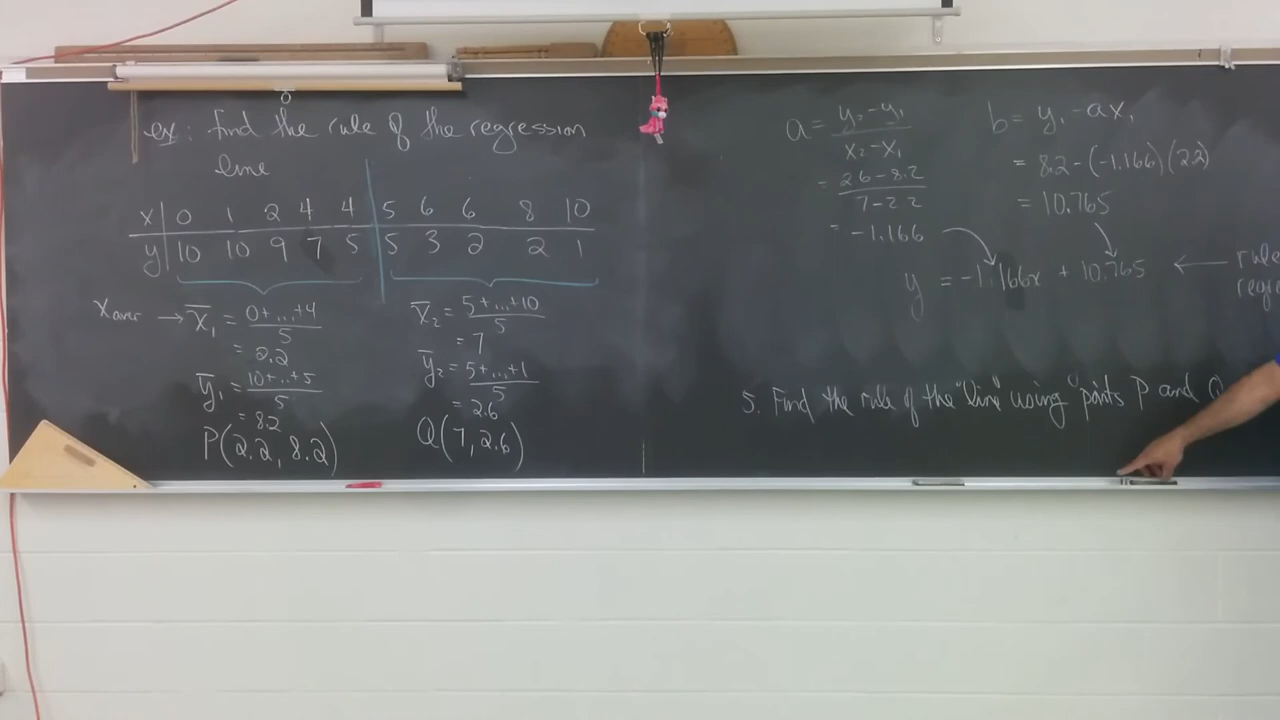 ex: find the rule of the regression
line
x | 0 1 2 4 4 | 5 6 6 8 10
y | 10 10 9 7 5 | 5 3 2 2 1
x̄₁ = 0+...+4
5
= 2.2
ȳ₁ = 10+...+5
5
= 8.2
P(2.2, 8.2)
x̄₂ = 5+...+10
5
= 7
ȳ₂ = 5+...+1
5
= 2.6
Q(7, 2.6)
a = y₂-y₁
x₂-x₁
= 2.6-8.2
7-2.2
= -1.166
b = y₁-ax₁
= 8.2-(-1.166)(2.2)
= 10.765
y = -1.166x + 10.765 ← rule
regre
5. Find the rule of the "line" using points P and Q